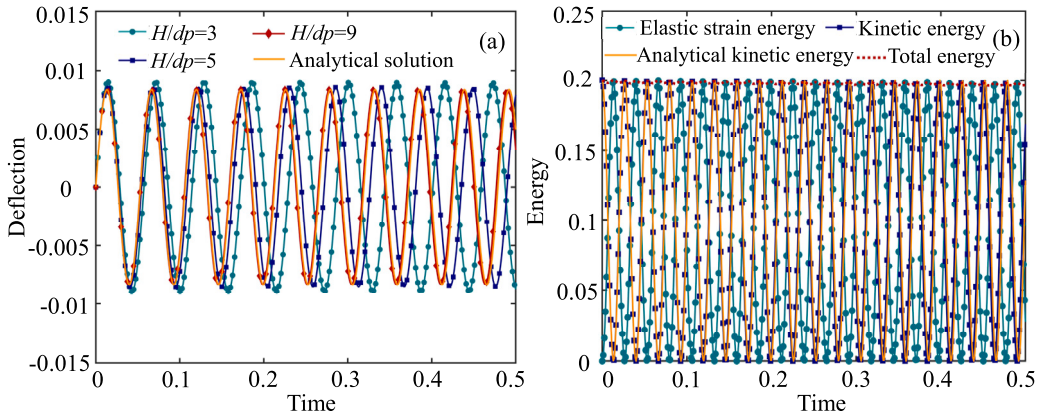 H/dp=3
H/dp=9
(a)
H/dp=5
Analytical solution
0.015
0.01
0.005
0
-0.005
-0.01
-0.015
Deflection
0
0.1
0.2
0.3
0.4
0.5
Time
Elastic strain energy
Kinetic energy
(b)
Analytical kinetic energy
Total energy
0.25
0.2
0.15
0.1
0.05
0
Energy
0
0.1
0.2
0.3
0.4
0.5
Time